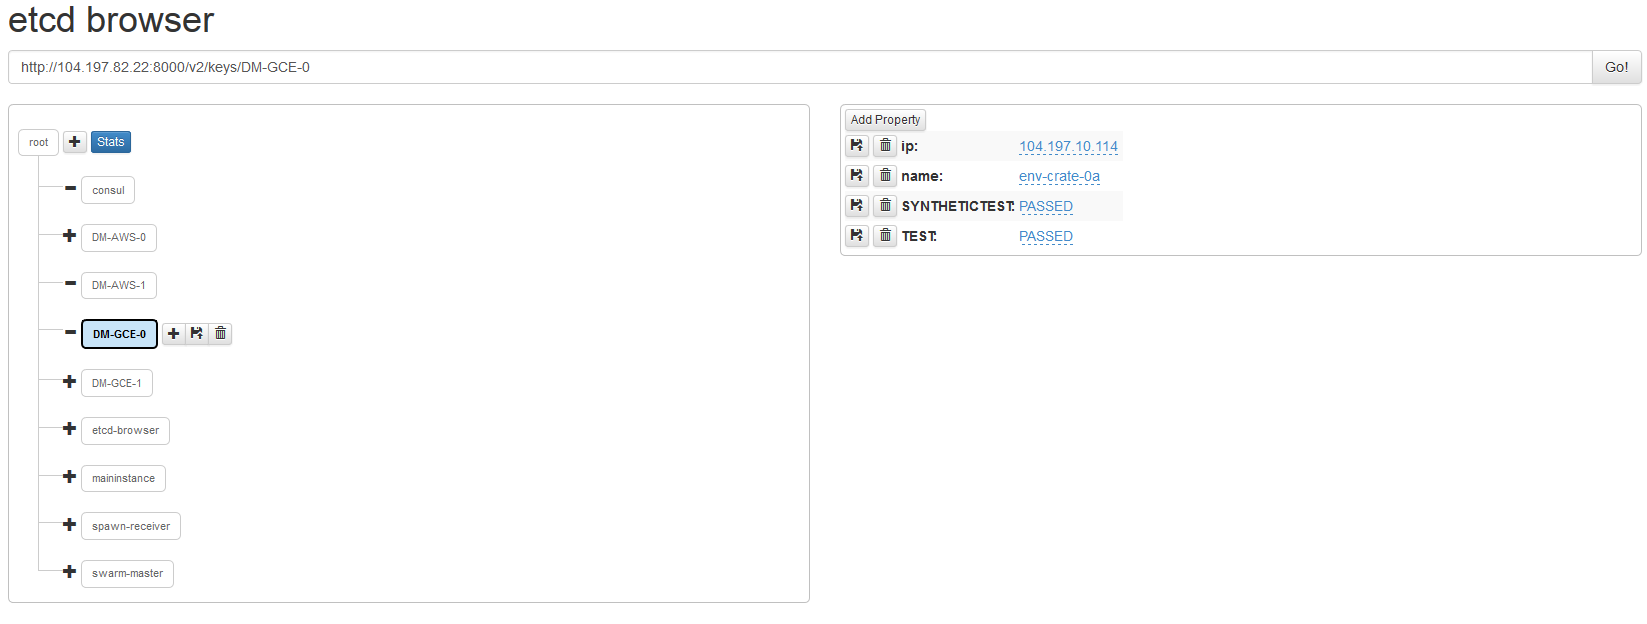 etcd browser
http://104.197.82.22:8000/v2/keys/DM-GCE-0 Go!
root Stats
consul
DM-AWS-0
DM-AWS-1
DM-GCE-0
DM-GCE-1
etcd-browser
maininstance
spawn-receiver
swarm-master
Add Property
ip: 104.197.10.114
name: env-crate-0a
SYNTHETICTEST: PASSED
TEST: PASSED